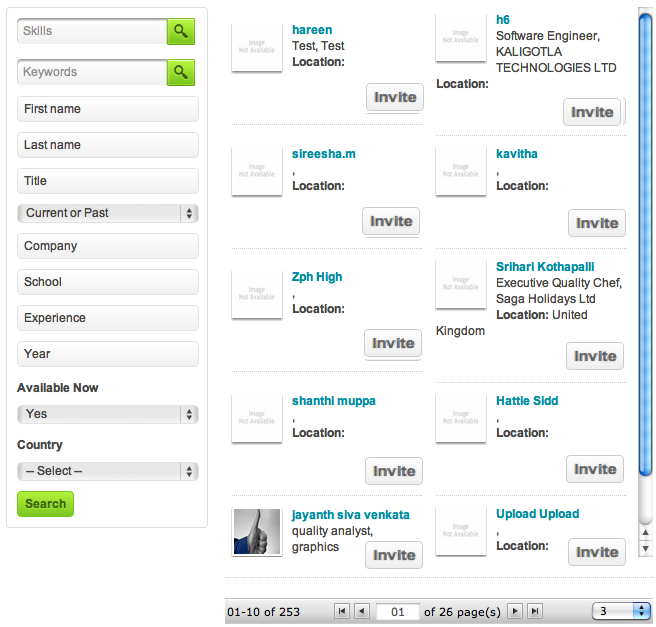 Skills
Keywords
First name
Last name
Title
Current or Past
Company
School
Experience
Year
Available Now
Yes
Country
-- Select --
Search
Image
Not Available
hareen
Test, Test
Location:
Invite
Image
Not Available
h6
Software Engineer,
KALIGOTLA
TECHNOLOGIES LTD
Location:
Invite
Image
Not Available
sireesha.m
,
Location:
Invite
Image
Not Available
kavitha
,
Location:
Invite
Image
Not Available
Zph High
,
Location:
Invite
Image
Not Available
Srihari Kothapalli
Executive Quality Chef,
Saga Holidays Ltd
Location: United
Kingdom
Invite
Image
Not Available
shanthi muppa
,
Location:
Invite
Image
Not Available
Hattie Sidd
,
Location:
Invite
jayanth siva venkata
quality analyst,
graphics
Invite
Image
Not Available
Upload Upload
,
Location:
Invite
01-10 of 253
01
of 26 page(s)
3